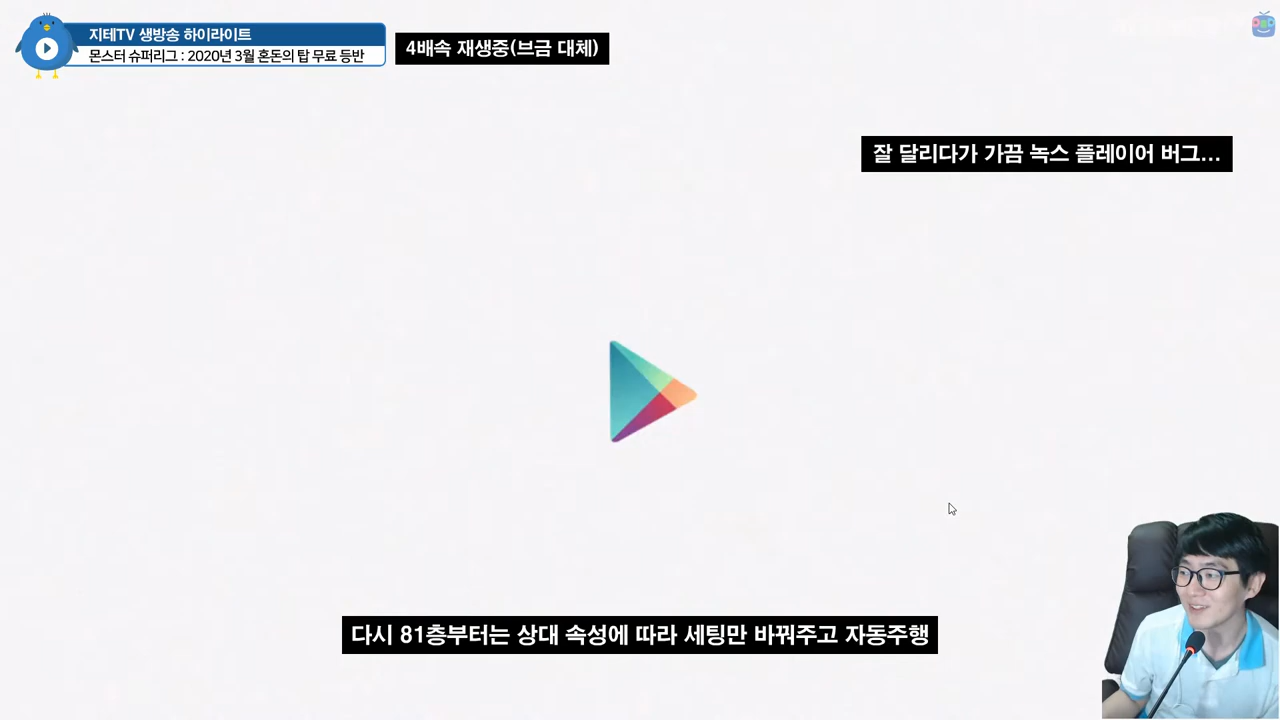 지테TV 생방송 하이라이트
몬스터 슈퍼리그 : 2020년 3월 혼돈의 탑 무료 등반
4배속 재생중(브금 대체)
잘 달리다가 가끔 녹스 플레이어 버그...
다시 81층부터는 상대 속성에 따라 세팅만 바꿔주고 자동주행